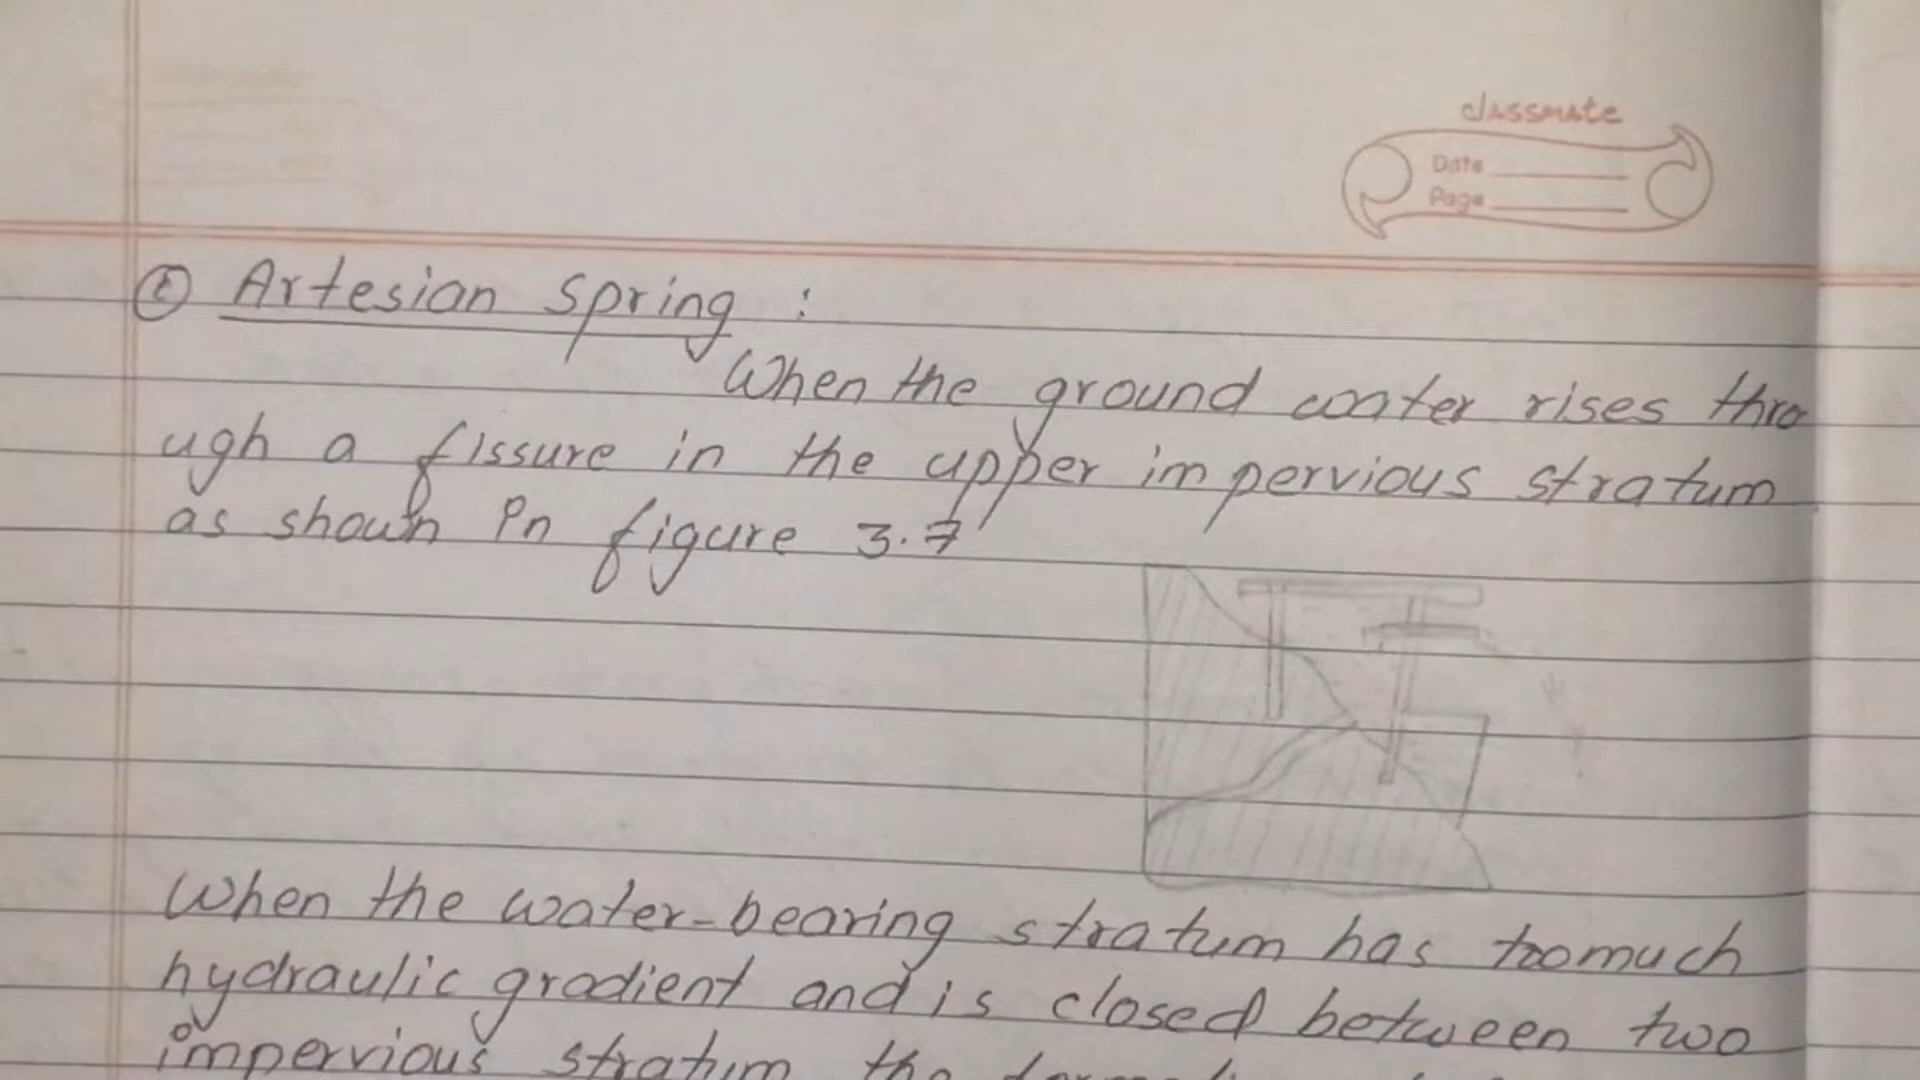 classmate
Date
Page
Artesian Spring :
When the ground water rises thro
ugh a fissure in the upper impervious stratum
as shown in figure 3.7
When the water-bearing stratum has toomuch
hydraulic gradient and is closed between two
impervious stratum the